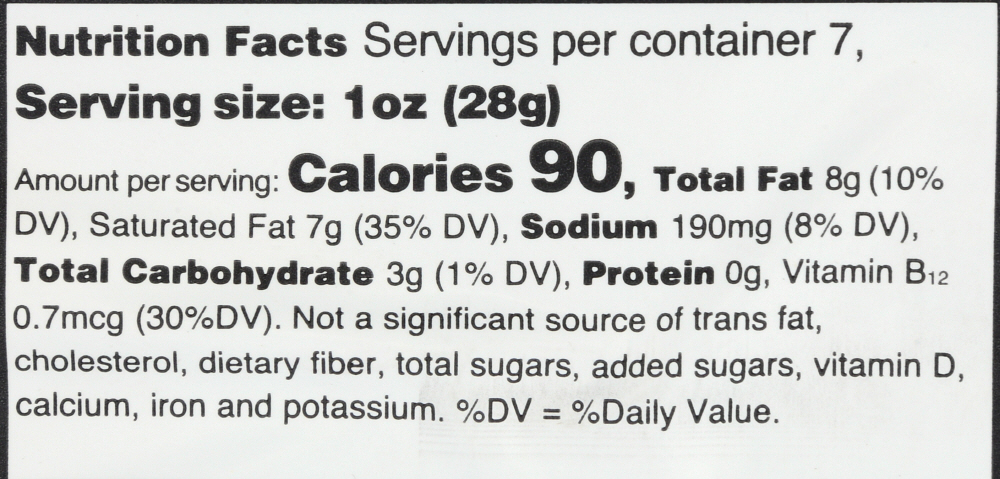 Nutrition Facts Servings per container 7,
Serving size: 1oz (28g)
Amount per serving: Calories 90, Total Fat 8g (10%
DV), Saturated Fat 7g (35% DV), Sodium 190mg (8% DV),
Total Carbohydrate 3g (1% DV), Protein 0g, Vitamin B₁₂
0.7mcg (30%DV). Not a significant source of trans fat,
cholesterol, dietary fiber, total sugars, added sugars, vitamin D,
calcium, iron and potassium. %DV = %Daily Value.